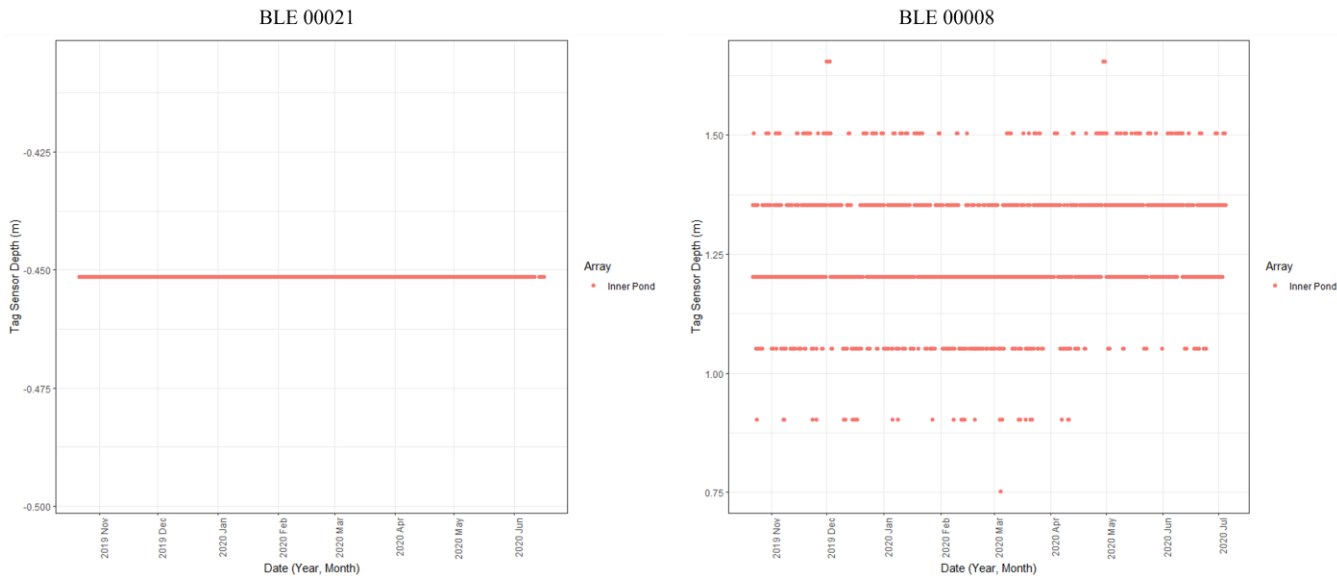 BLE 00021
Tag Sensor Depth (m)
-0.425
-0.450
-0.475
-0.500
2019 Nov
2019 Dec
2020 Jan
2020 Feb
2020 Mar
2020 Apr
2020 May
2020 Jun
Date (Year, Month)
Array
Inner Pond
BLE 00008
Tag Sensor Depth (m)
1.50
1.25
1.00
0.75
2019 Nov
2019 Dec
2020 Jan
2020 Feb
2020 Mar
2020 Apr
2020 May
2020 Jun
2020 Jul
Date (Year, Month)
Array
Inner Pond